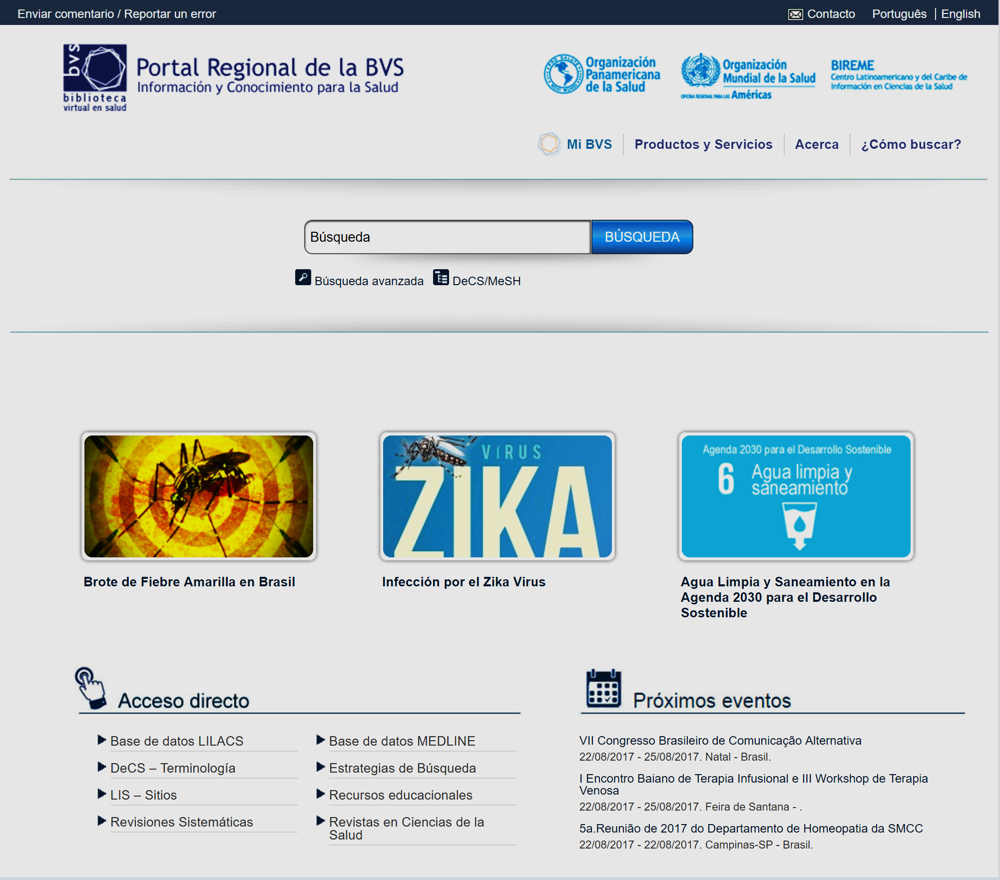 Enviar comentario / Reportar un error
Contacto
Português | English
bvs
biblioteca
virtual en salud
Portal Regional de la BVS
Información y Conocimiento para la Salud
PRO SALUTE
NOVI MUNDI
Organización
Panamericana
de la Salud
Organización
Mundial de la Salud
OFICINA REGIONAL PARA LAS Américas
BIREME
Centro Latinoamericano y del Caribe de
Información en Ciencias de la Salud
Mi BVS
Productos y Servicios
Acerca
¿Cómo buscar?
Búsqueda
BÚSQUEDA
Búsqueda avanzada
DeCS/MeSH
VíRUS
ZIKA
Agenda 2030 para el Desarrollo Sostenible
6
Agua limpia y
saneamiento
Brote de Fiebre Amarilla en Brasil
Infección por el Zika Virus
Agua Limpia y Saneamiento en la
Agenda 2030 para el Desarrollo
Sostenible
Acceso directo
Base de datos LILACS
DeCS – Terminología
LIS – Sitios
Revisiones Sistemáticas
Base de datos MEDLINE
Estrategias de Búsqueda
Recursos educacionales
Revistas en Ciencias de la
Salud
Próximos eventos
VII Congresso Brasileiro de Comunicação Alternativa
22/08/2017 - 25/08/2017. Natal - Brasil.
I Encontro Baiano de Terapia Infusional e III Workshop de Terapia
Venosa
22/08/2017 - 25/08/2017. Feira de Santana - .
5a.Reunião de 2017 do Departamento de Homeopatia da SMCC
22/08/2017 - 22/08/2017. Campinas-SP - Brasil.